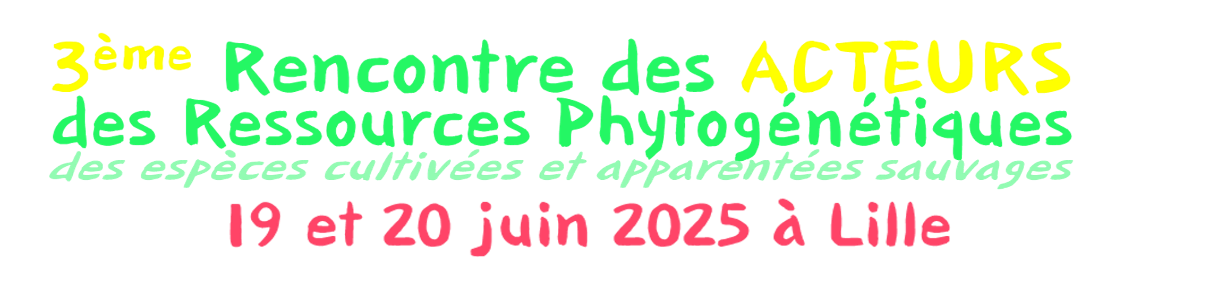 3ème Rencontre des ACTEURS
des Ressources Phytogénétiques
des espèces cultivées et apparentées sauvages
19 et 20 juin 2025 à Lille